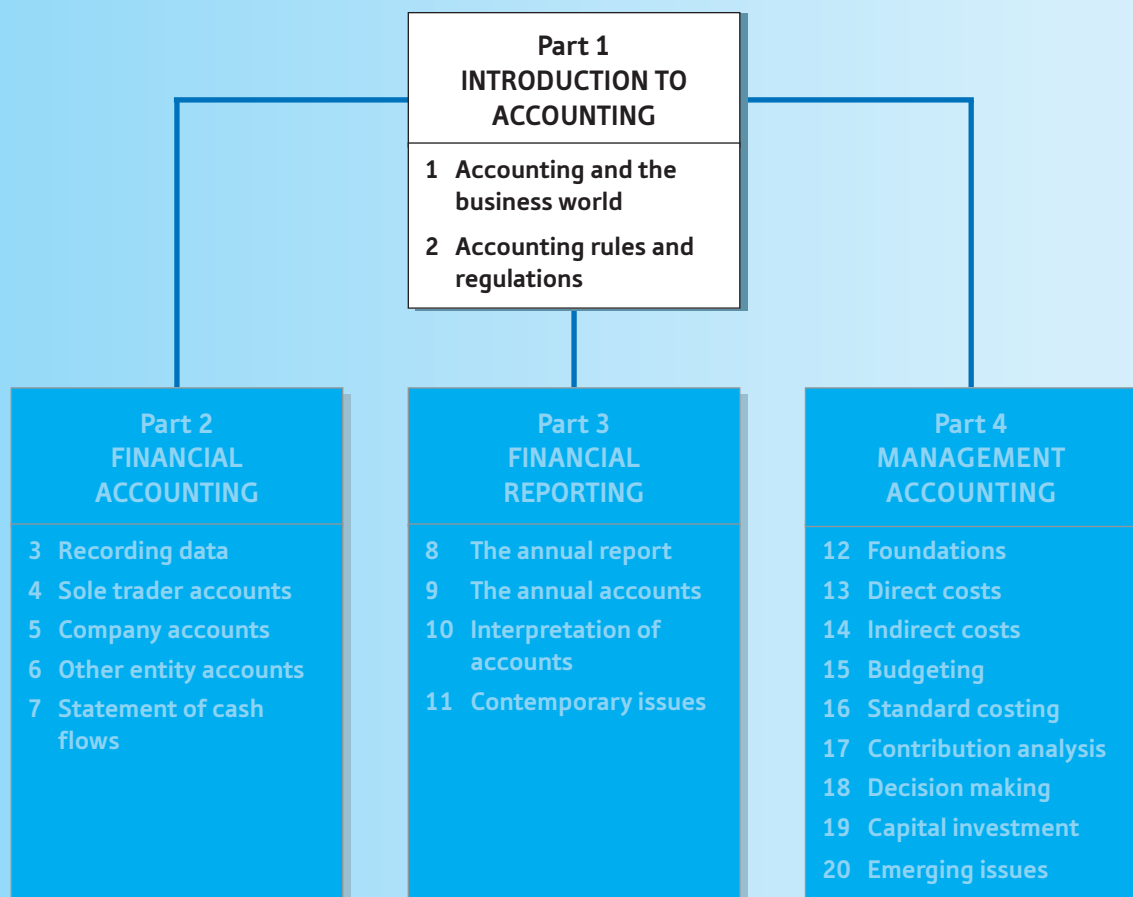 Part 1
INTRODUCTION TO
ACCOUNTING
1 Accounting and the
business world
2 Accounting rules and
regulations
Part 2
FINANCIAL
ACCOUNTING
3 Recording data
4 Sole trader accounts
5 Company accounts
6 Other entity accounts
7 Statement of cash
flows
Part 3
FINANCIAL
REPORTING
8 The annual report
9 The annual accounts
10 Interpretation of
accounts
11 Contemporary issues
Part 4
MANAGEMENT
ACCOUNTING
12 Foundations
13 Direct costs
14 Indirect costs
15 Budgeting
16 Standard costing
17 Contribution analysis
18 Decision making
19 Capital investment
20 Emerging issues